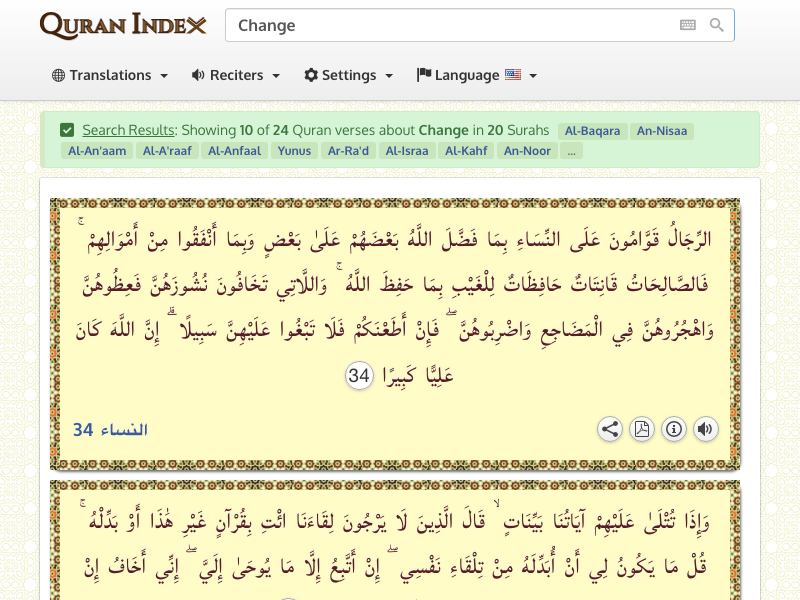 QURAN INDEX
Change
Translations
Reciters
Settings
Language
Search Results: Showing 10 of 24 Quran verses about Change in 20 Surahs Al-Baqara An-Nisaa
Al-An'aam Al-A'raaf Al-Anfaal Yunus Ar-Ra'd Al-Israa Al-Kahf An-Noor ...
الرِّجَالُ قَوَّامُونَ عَلَى النِّسَاءِ بِمَا فَضَّلَ اللَّهُ بَعْضَهُمْ عَلَىٰ بَعْضٍ وَبِمَا أَنْفَقُوا مِنْ أَمْوَالِهِمْ ۚ
فَالصَّالِحَاتُ قَانِتَاتٌ حَافِظَاتٌ لِلْغَيْبِ بِمَا حَفِظَ اللَّهُ ۚ وَاللَّاتِي تَخَافُونَ نُشُوزَهُنَّ فَعِظُوهُنَّ
وَاهْجُرُوهُنَّ فِي الْمَضَاجِعِ وَاضْرِبُوهُنَّ ۖ فَإِنْ أَطَعْنَكُمْ فَلَا تَبْغُوا عَلَيْهِنَّ سَبِيلًا ۗ إِنَّ اللَّهَ كَانَ
عَلِيًّا كَبِيرًا 34
النساء 34
وَإِذَا تُتْلَىٰ عَلَيْهِمْ آيَاتُنَا بَيِّنَاتٍ ۙ قَالَ الَّذِينَ لَا يَرْجُونَ لِقَاءَنَا ائْتِ بِقُرْآنٍ غَيْرِ هَٰذَا أَوْ بَدِّلْهُ ۚ
قُلْ مَا يَكُونُ لِي أَنْ أُبَدِّلَهُ مِنْ تِلْقَاءِ نَفْسِي ۖ إِنْ أَتَّبِعُ إِلَّا مَا يُوحَىٰ إِلَيَّ ۖ إِنِّي أَخَافُ إِنْ